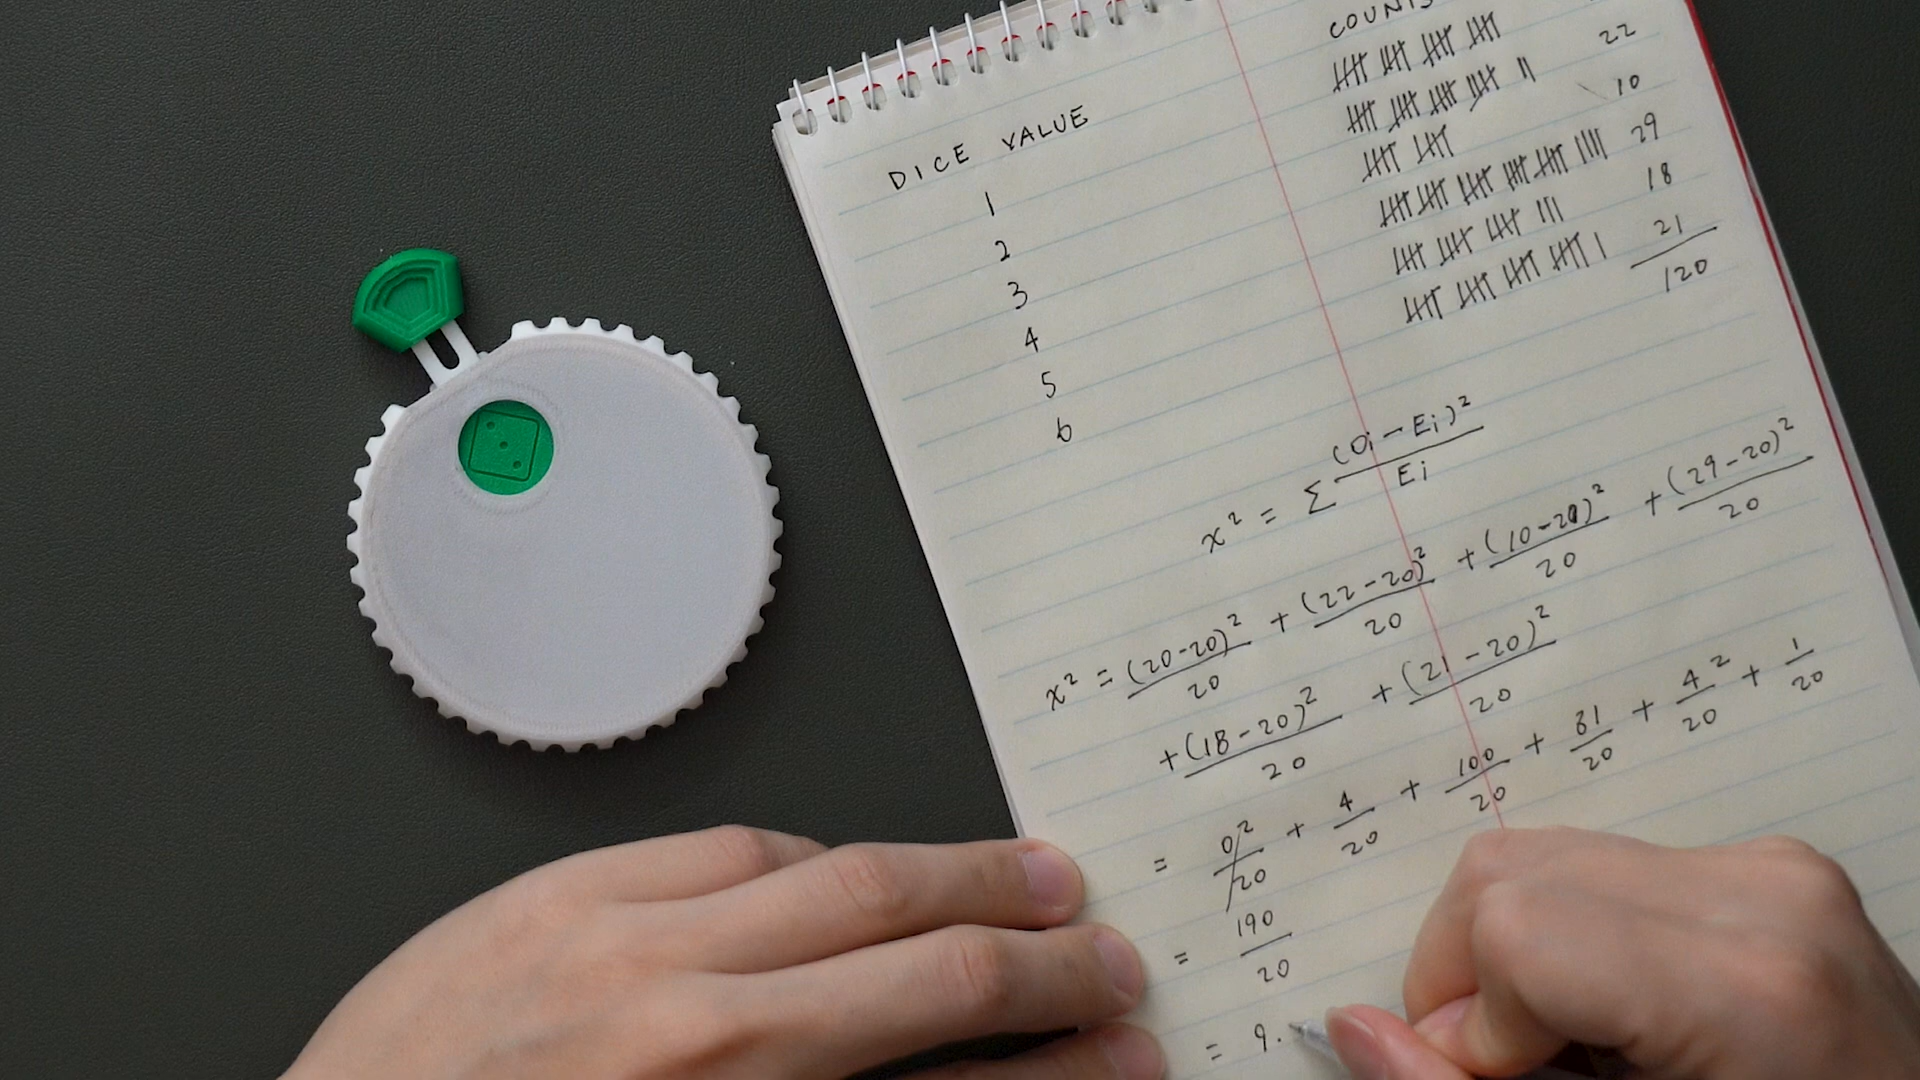 DICE VALUE COUNTS
1
2 22
3 10
4 29
5 18
6 21
120
x² = Σ (Oi - Ei)² / Ei
x² = (20-20)² / 20 + (22-20)² / 20 + (10-20)² / 20 + (29-20)² / 20
+ (18-20)² / 20 + (21-20)² / 20
= 0² / 20 + 4 / 20 + 100 / 20 + 81 / 20 + 4² / 20 + 1 / 20
= 190 / 20
= 9.